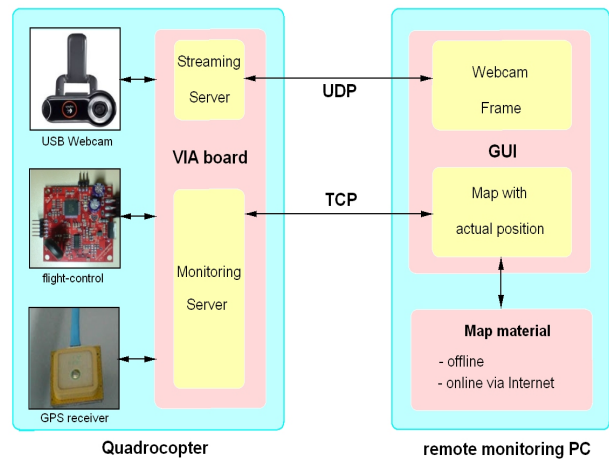 USB Webcam
flight-control
GPS receiver
Streaming
Server
VIA board
Monitoring
Server
Quadrocopter
UDP
TCP
Webcam
Frame
GUI
Map with
actual position
Map material
- offline
- online via Internet
remote monitoring PC